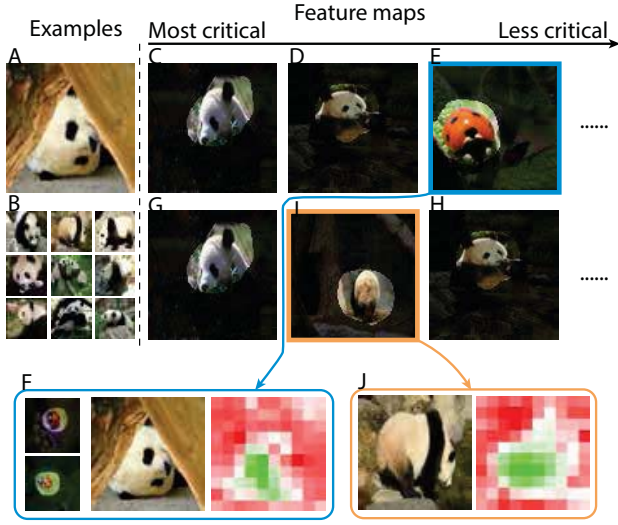 Feature maps
Examples
Most critical
Less critical
A
C
D
E
......
B
G
I
H
......
F
J